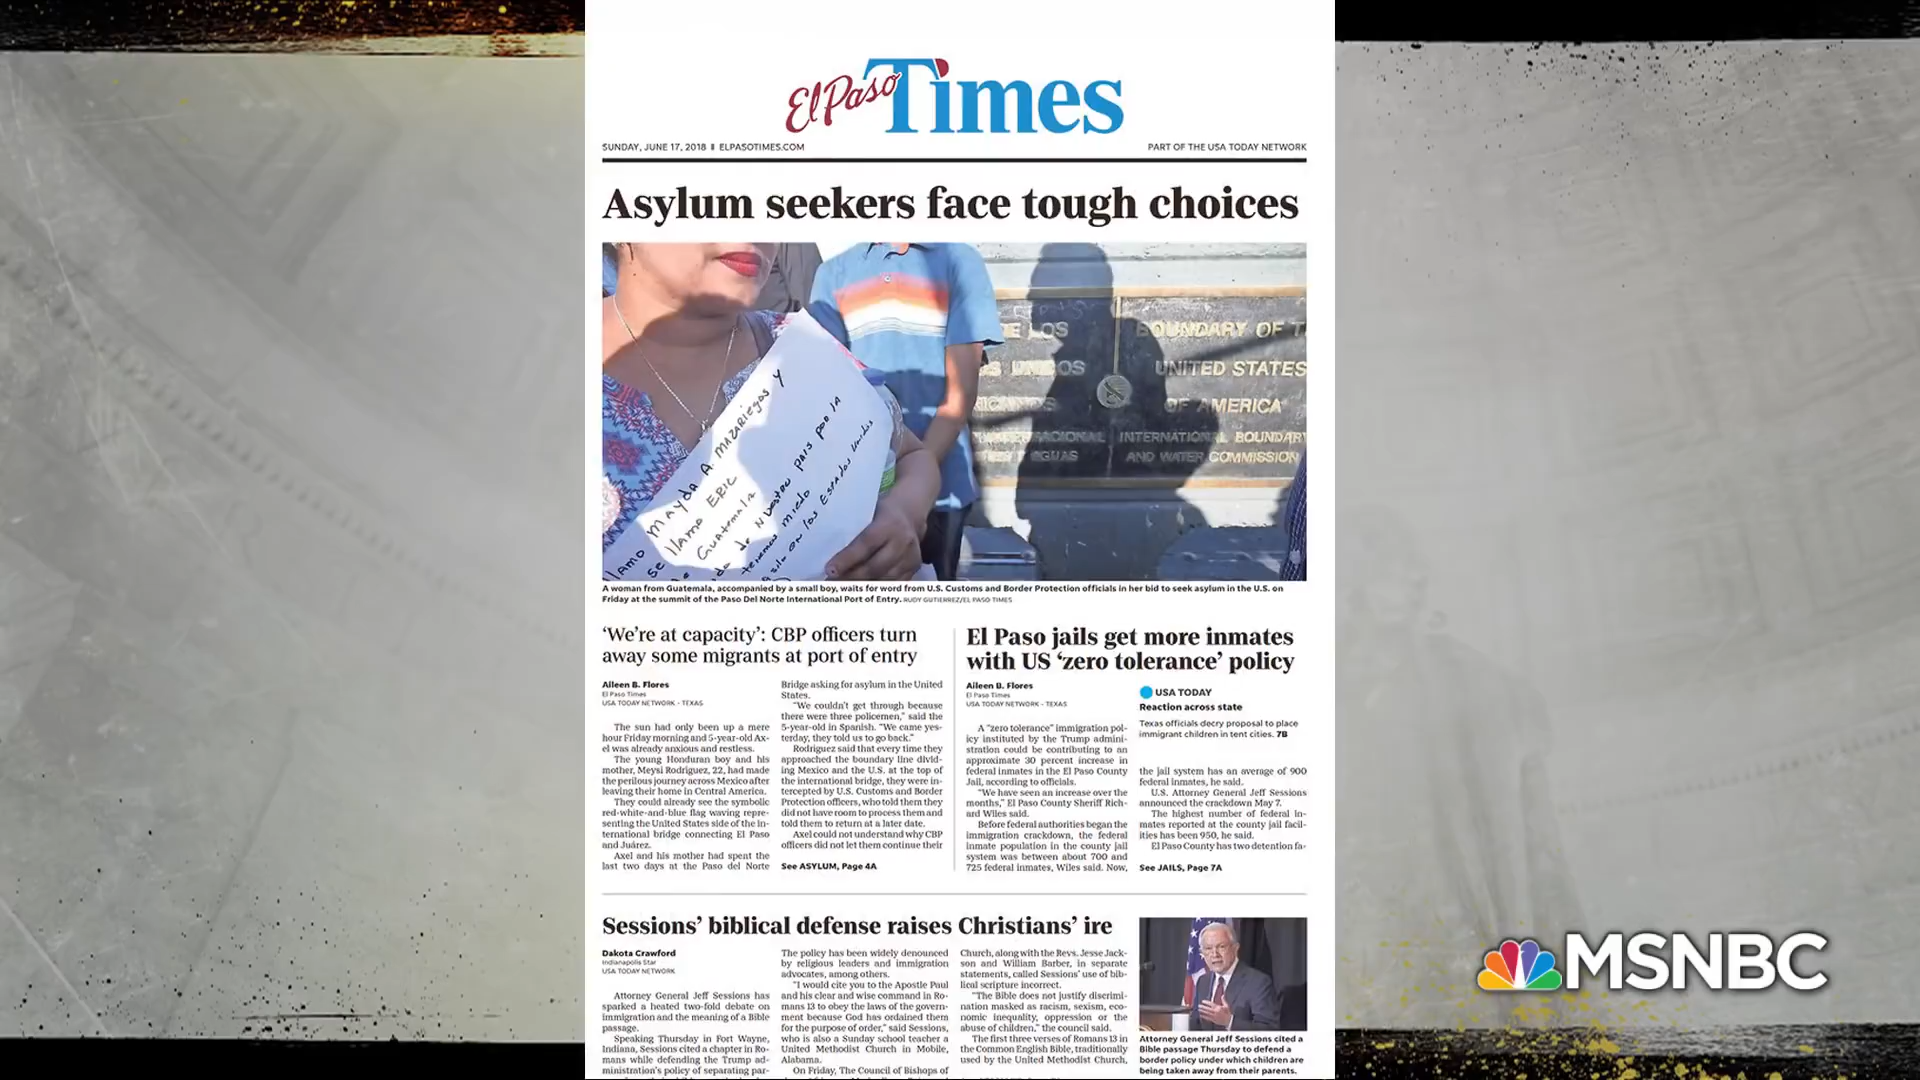 El Paso Times
SUNDAY, JUNE 17, 2018 ELPASOTIMES.COM
PART OF THE USA TODAY NETWORK
Asylum seekers face tough choices
DE LOS
UNIDOS
BOUNDARY OF T
UNITED STATES
OF AMERICA
INTERNATIONAL BOUNDARY
AND WATER COMMISSION
MAYDA A. MAZARIEGOS Y
llamo ERIC
Guatemala
de Nuestro pais por la
tenemos miedo
en los Estados Unidos
A woman from Guatemala, accompanied by a small boy, waits for word from U.S. Customs and Border Protection officials in her bid to seek asylum in the U.S. on
Friday at the summit of the Paso Del Norte International Port of Entry. RUDY GUTIERREZ/EL PASO TIMES
‘We’re at capacity’: CBP officers turn
away some migrants at port of entry
Aileen B. Flores
El Paso Times
USA TODAY NETWORK - TEXAS
The sun had only been up a mere
hour Friday morning and 5-year-old Ax-
el was already anxious and restless.
The young Honduran boy and his
mother, Meysi Rodriguez, 22, had made
the perilous journey across Mexico after
leaving their home in Central America.
They could already see the symbolic
red-white-and-blue flag waving repre-
senting the United States side of the in-
ternational bridge connecting El Paso
and Juárez.
Axel and his mother had spent the
last two days at the Paso del Norte
Bridge asking for asylum in the United
States.
“We couldn’t get through because
there were three policemen,” said the
5-year-old in Spanish. “We came yes-
terday, they told us to go back.”
Rodriguez said that every time they
approached the boundary line divid-
ing Mexico and the U.S. at the top of
the international bridge, they were in-
tercepted by U.S. Customs and Border
Protection officers, who told them they
did not have room to process them and
told them to return at a later date.
Axel could not understand why CBP
officers did not let them continue their
See ASYLUM, Page 4A
El Paso jails get more inmates
with US ‘zero tolerance’ policy
Aileen B. Flores
El Paso Times
USA TODAY NETWORK - TEXAS
A “zero tolerance” immigration pol-
icy instituted by the Trump admini-
stration could be contributing to an
approximate 30 percent increase in
federal inmates in the El Paso County
Jail, according to officials.
“We have seen an increase over the
months,” El Paso County Sheriff Rich-
ard Wiles said.
Before federal authorities began the
immigration crackdown, the federal
inmate population in the county jail
system was between about 700 and
725 federal inmates, Wiles said. Now,
USA TODAY
Reaction across state
Texas officials decry proposal to place
immigrant children in tent cities. 7B
the jail system has an average of 900
federal inmates, he said.
U.S. Attorney General Jeff Sessions
announced the crackdown May 7.
The highest number of federal in-
mates reported at the county jail facil-
ities has been 950, he said.
El Paso County has two detention fa-
See JAILS, Page 7A
Sessions’ biblical defense raises Christians’ ire
Dakota Crawford
Indianapolis Star
USA TODAY NETWORK
Attorney General Jeff Sessions has
sparked a heated two-fold debate on
immigration and the meaning of a Bible
passage.
Speaking Thursday in Fort Wayne,
Indiana, Sessions cited a chapter in Ro-
mans while defending the Trump ad-
ministration’s policy of separating par-
The policy has been widely denounced
by religious leaders and immigration
advocates, among others.
“I would cite you to the Apostle Paul
and his clear and wise command in Ro-
mans 13 to obey the laws of the govern-
ment because God has ordained them
for the purpose of order,” said Sessions,
who is also a Sunday school teacher a
United Methodist Church in Mobile,
Alabama.
On Friday, The Council of Bishops of
Church, along with the Revs. Jesse Jack-
son and William Barber, in separate
statements, called Sessions’ use of bib-
lical scripture incorrect.
“The Bible does not justify discrimi-
nation masked as racism, sexism, eco-
nomic inequality, oppression or the
abuse of children,” the council said.
The first three verses of Romans 13 in
the Common English Bible, traditionally
used by the United Methodist Church,
Attorney General Jeff Sessions cited a
Bible passage Thursday to defend a
border policy under which children are
being taken away from their parents.
MSNBC